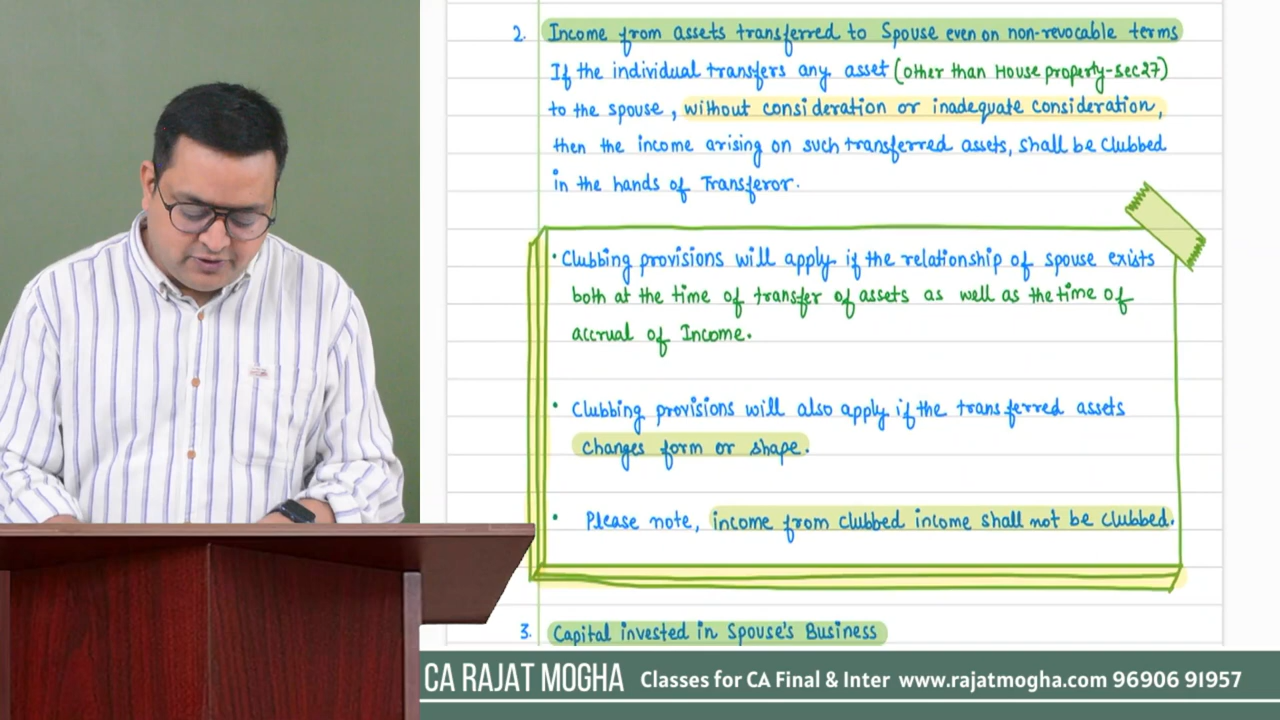 2. Income from assets transferred to Spouse even on non-revocable terms
If the individual transfers any asset (other than House property-sec27)
to the spouse, without consideration or inadequate consideration,
then the income arising on such transferred assets, shall be Clubbed
in the hands of Transferor.
• Clubbing provisions will apply if the relationship of spouse exists
both at the time of transfer of assets as well as the time of
accrual of Income.
• Clubbing provisions will also apply if the transferred assets
Changes form or shape.
• Please note, income from clubbed income shall not be clubbed.
3. Capital invested in Spouse's Business
CA RAJAT MOGHA Classes for CA Final & Inter www.rajatmogha.com 96906 91957